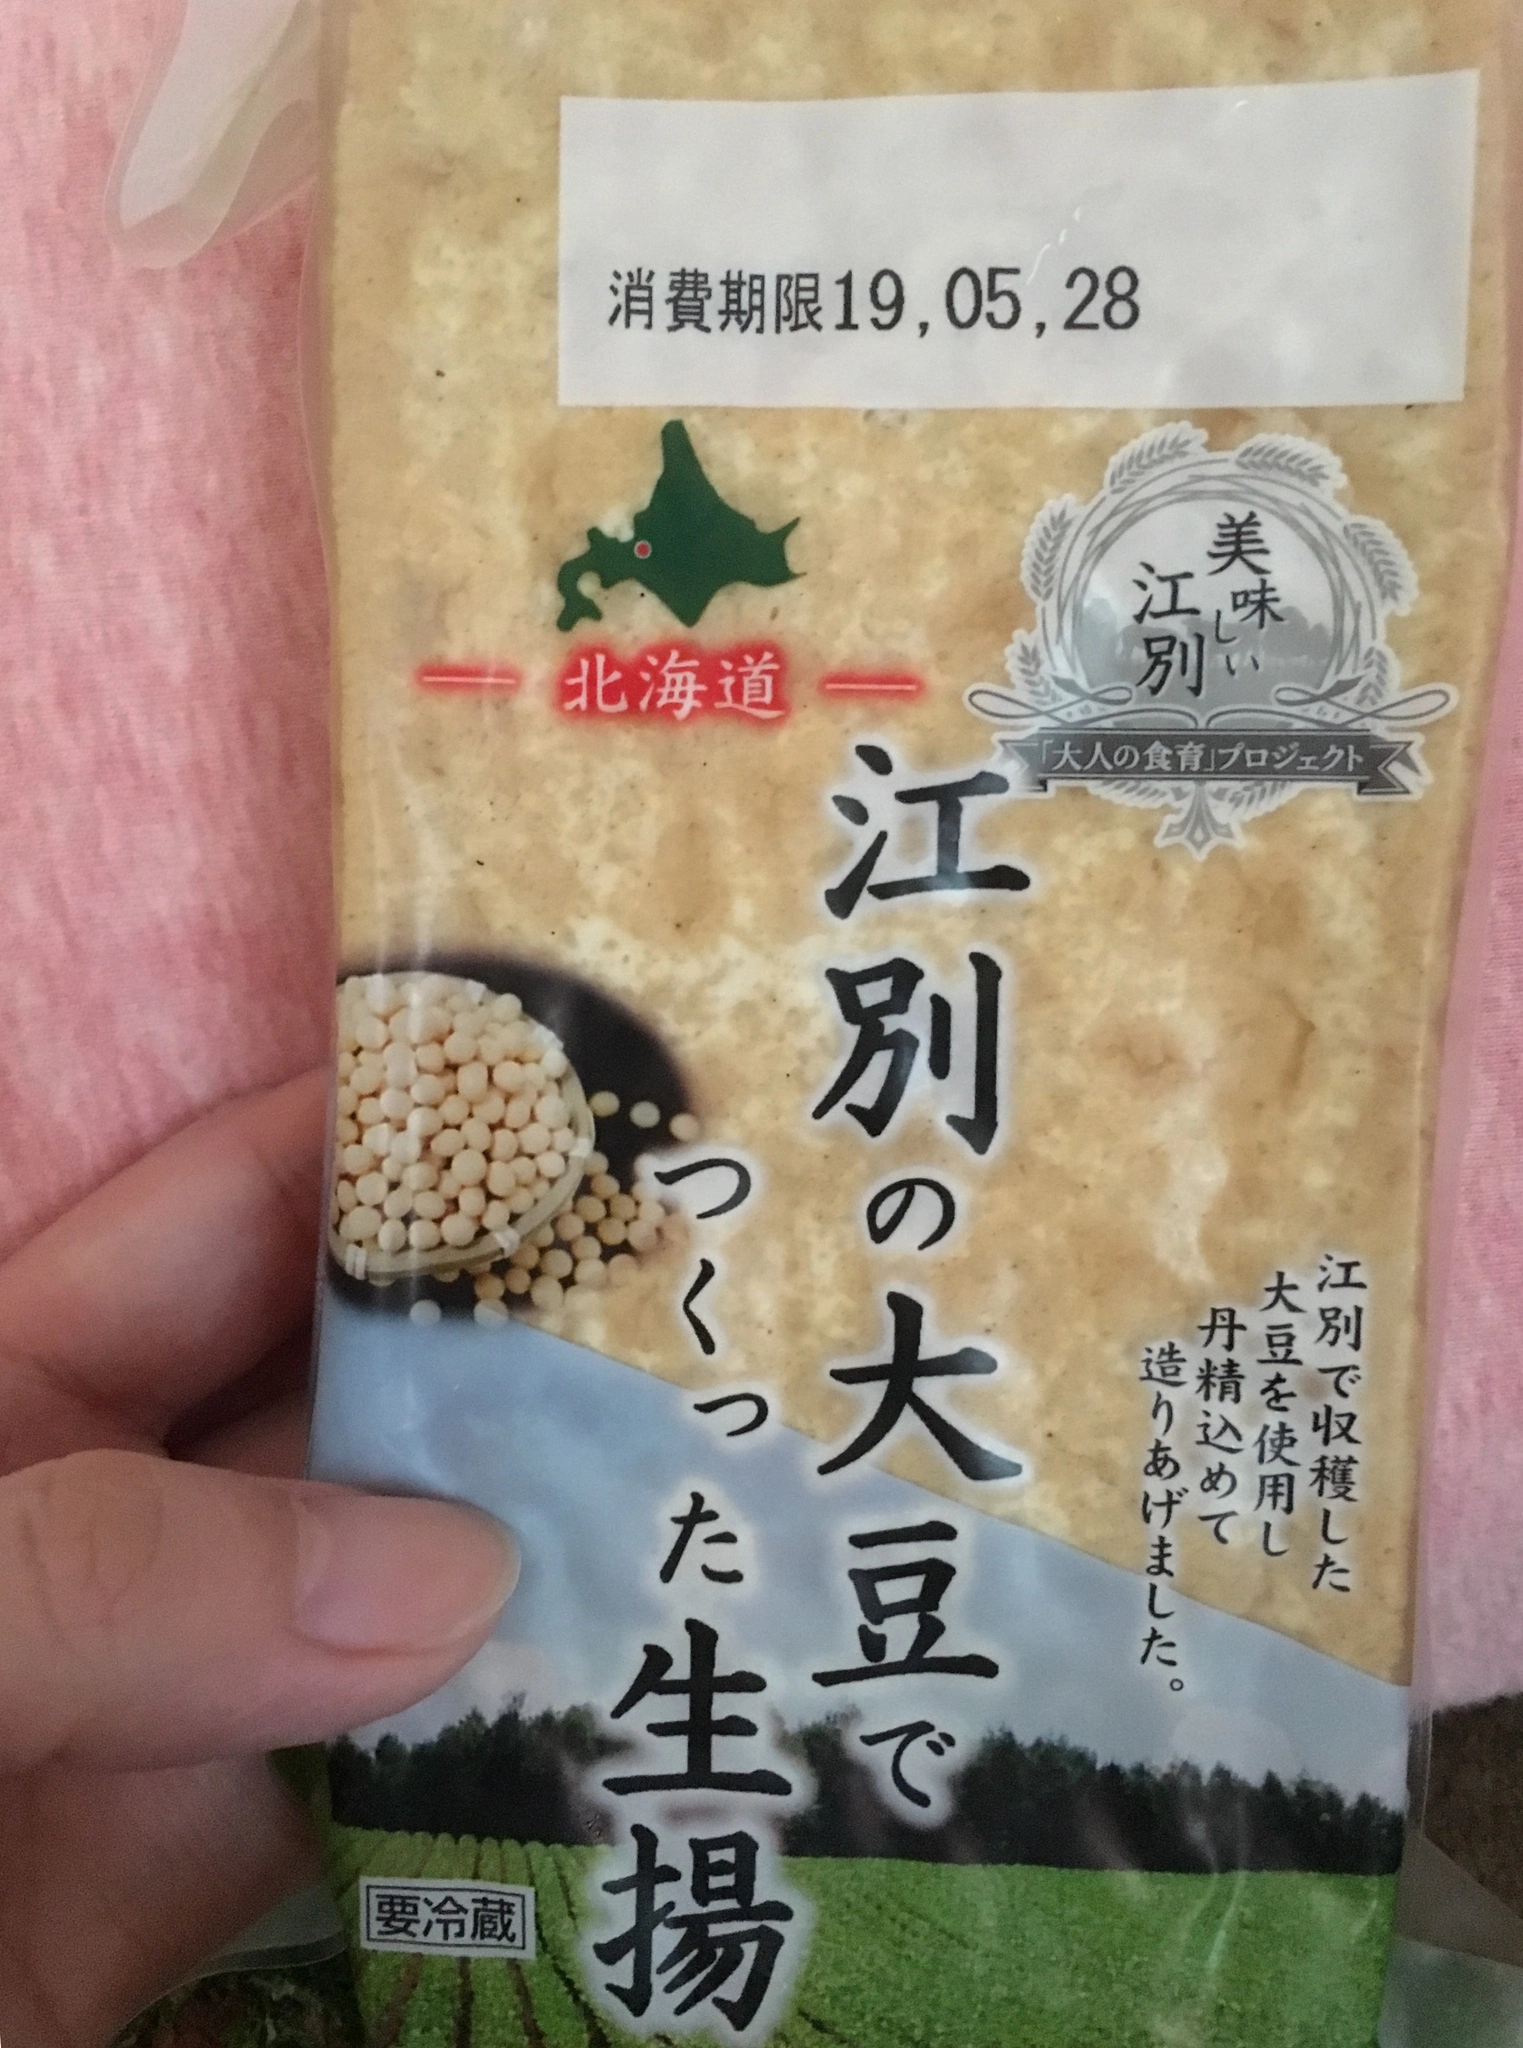 消費期限19,05,28
北海道
美味しい
江別
「大人の食育」プロジェクト
江別の大豆で
つくった生揚
江別で収穫した
大豆を使用し
丹精込めて
造りあげました。
要冷蔵